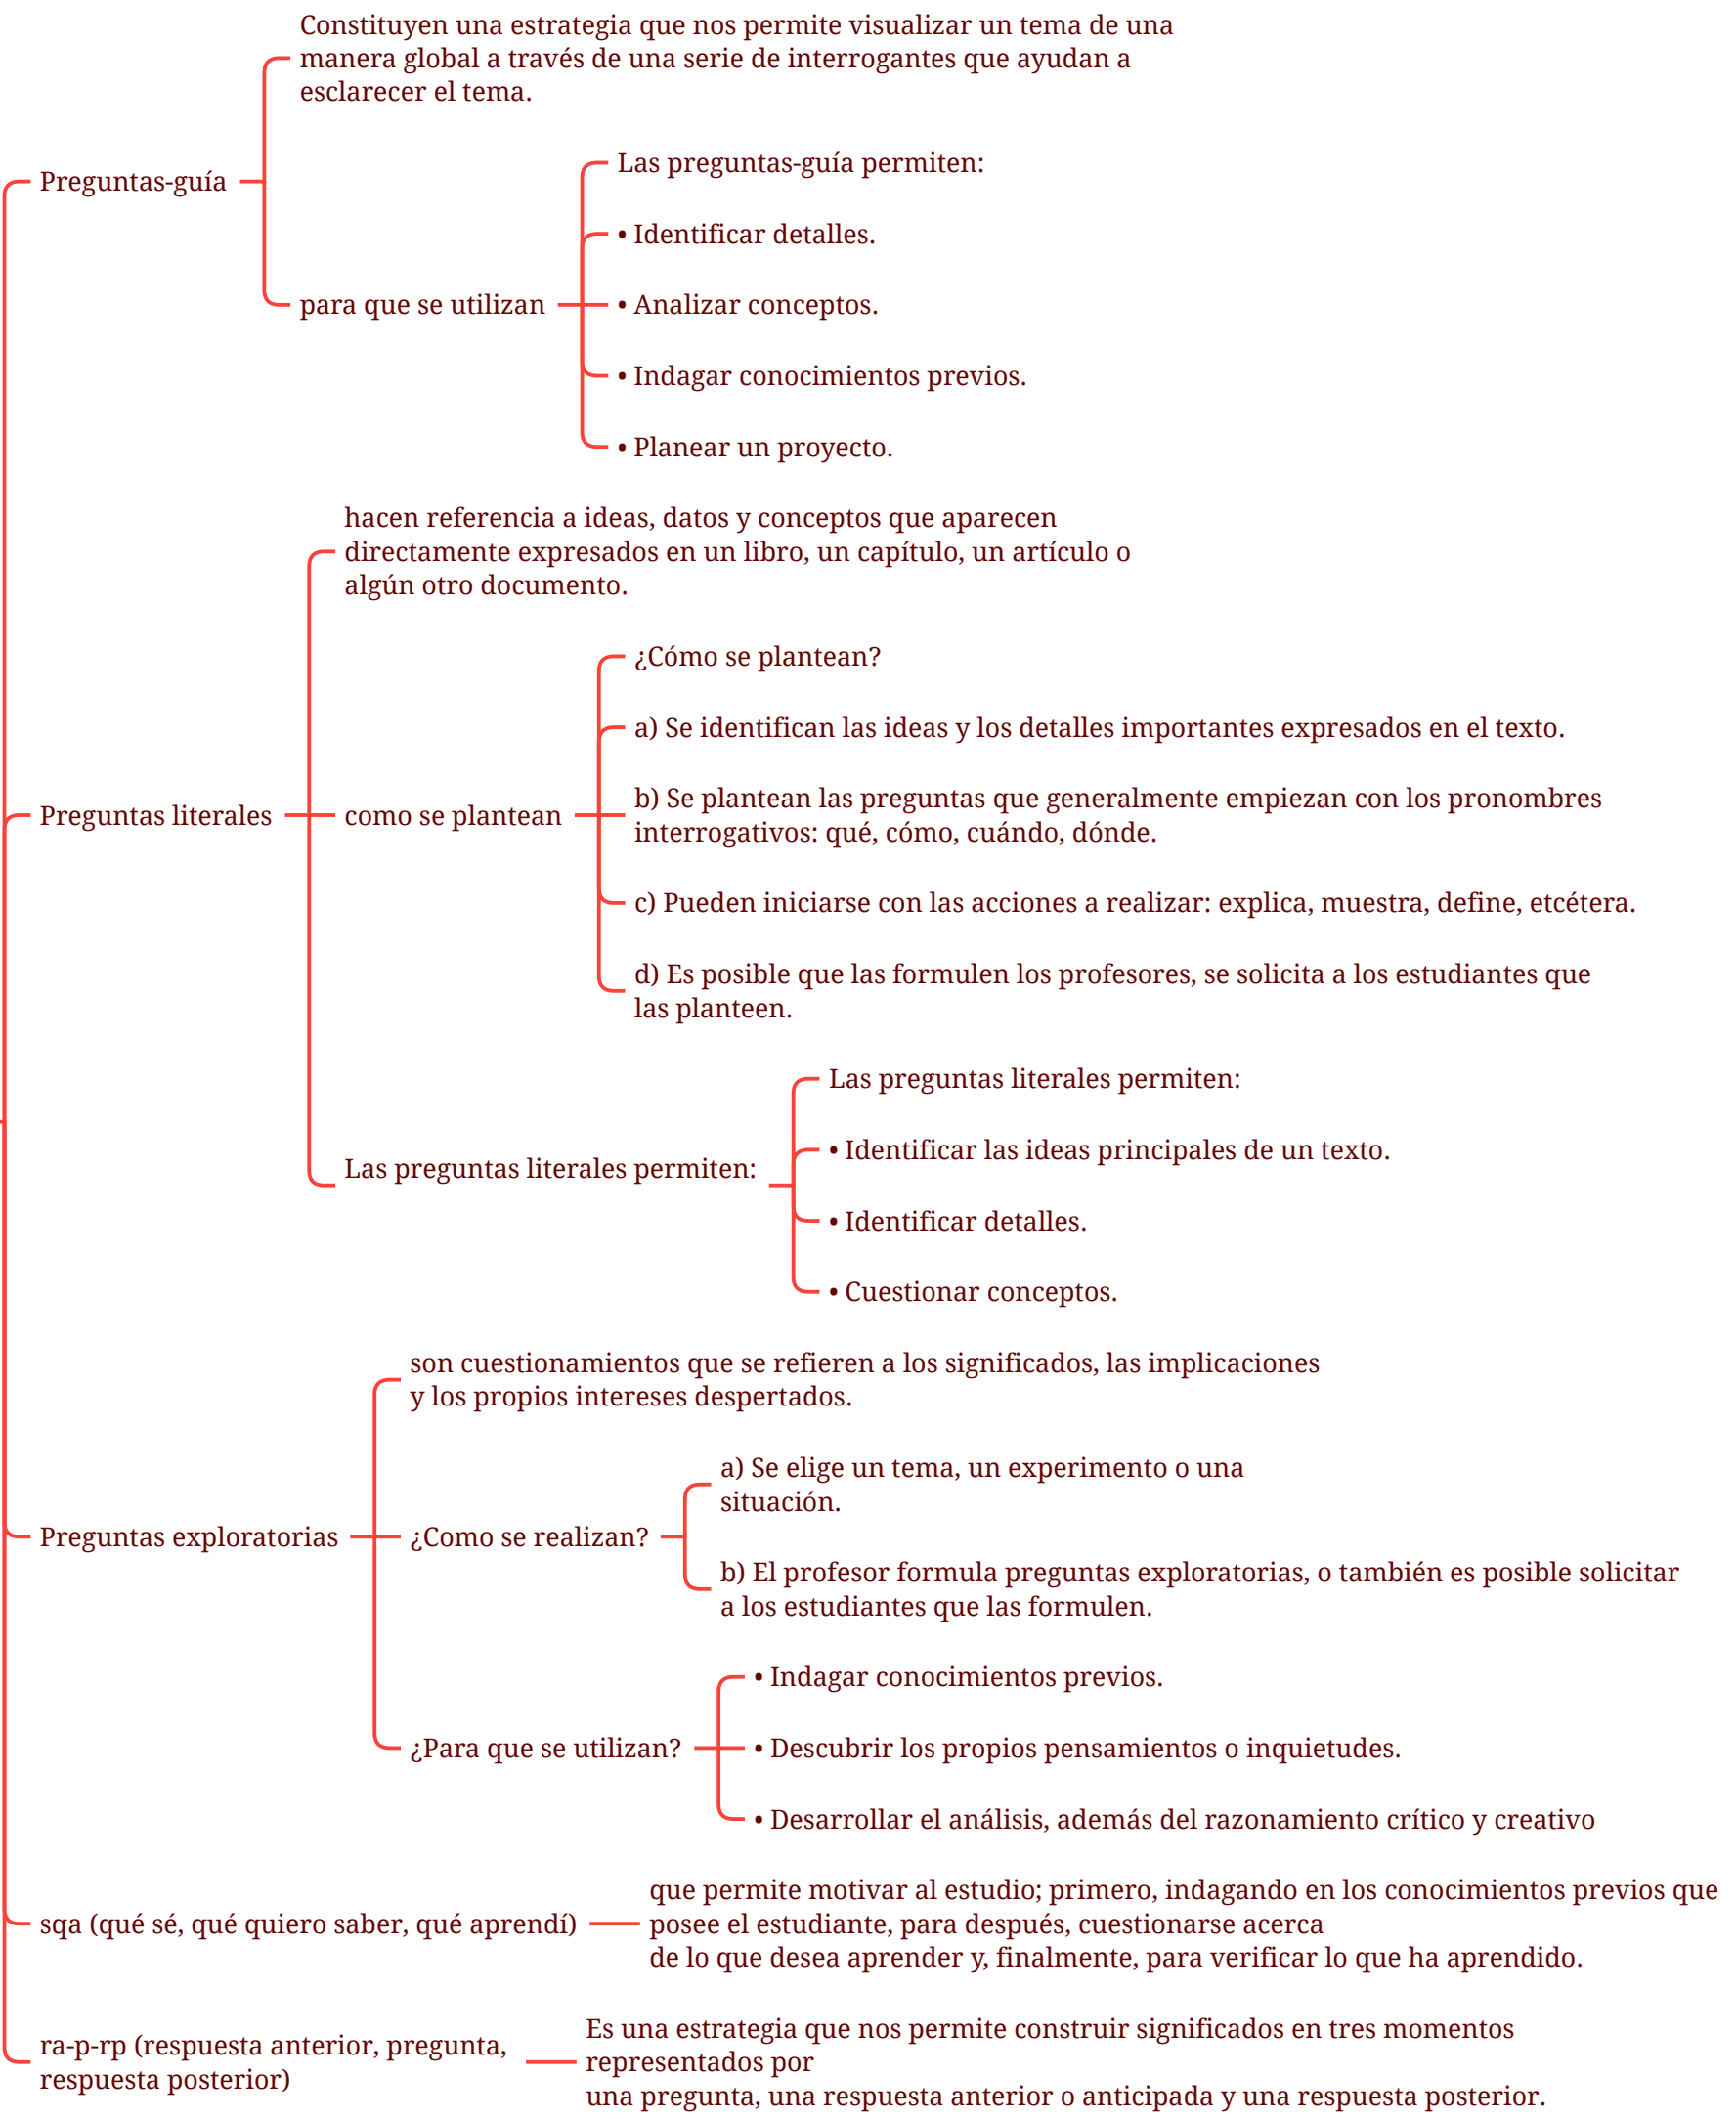 Constituyen una estrategia que nos permite visualizar un tema de una
manera global a través de una serie de interrogantes que ayudan a
esclarecer el tema.
Preguntas-guía
Las preguntas-guía permiten:
• Identificar detalles.
para que se utilizan
• Analizar conceptos.
• Indagar conocimientos previos.
• Planear un proyecto.
hacen referencia a ideas, datos y conceptos que aparecen
directamente expresados en un libro, un capítulo, un artículo o
algún otro documento.
Preguntas literales
como se plantean
¿Cómo se plantean?
a) Se identifican las ideas y los detalles importantes expresados en el texto.
b) Se plantean las preguntas que generalmente empiezan con los pronombres
interrogativos: qué, cómo, cuándo, dónde.
c) Pueden iniciarse con las acciones a realizar: explica, muestra, define, etcétera.
d) Es posible que las formulen los profesores, se solicita a los estudiantes que
las planteen.
Las preguntas literales permiten:
Las preguntas literales permiten:
• Identificar las ideas principales de un texto.
• Identificar detalles.
• Cuestionar conceptos.
son cuestionamientos que se refieren a los significados, las implicaciones
y los propios intereses despertados.
Preguntas exploratorias
¿Como se realizan?
a) Se elige un tema, un experimento o una
situación.
b) El profesor formula preguntas exploratorias, o también es posible solicitar
a los estudiantes que las formulen.
¿Para que se utilizan?
• Indagar conocimientos previos.
• Descubrir los propios pensamientos o inquietudes.
• Desarrollar el análisis, además del razonamiento crítico y creativo
sqa (qué sé, qué quiero saber, qué aprendí)
que permite motivar al estudio; primero, indagando en los conocimientos previos que
posee el estudiante, para después, cuestionarse acerca
de lo que desea aprender y, finalmente, para verificar lo que ha aprendido.
ra-p-rp (respuesta anterior, pregunta,
respuesta posterior)
Es una estrategia que nos permite construir significados en tres momentos
representados por
una pregunta, una respuesta anterior o anticipada y una respuesta posterior.